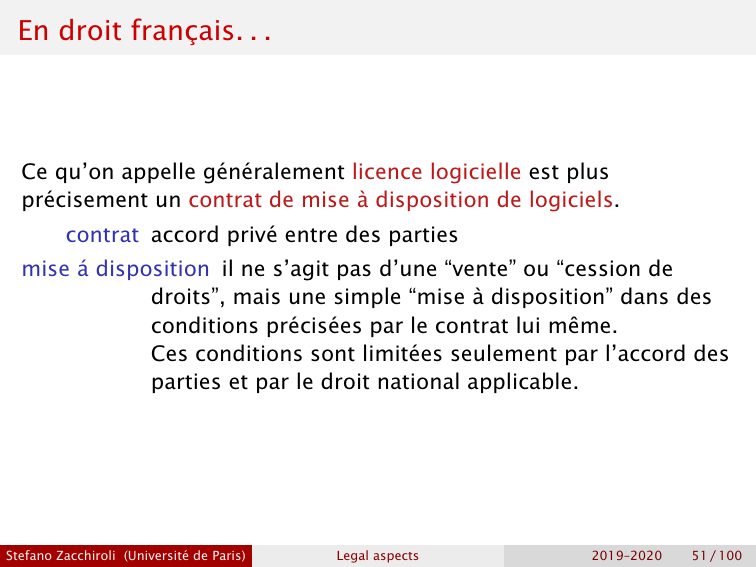 En droit français. . .
Ce qu’on appelle généralement licence logicielle est plus
précisement un contrat de mise à disposition de logiciels.
contrat accord privé entre des parties
mise á disposition il ne s’agit pas d’une “vente” ou “cession de
droits”, mais une simple “mise à disposition” dans des
conditions précisées par le contrat lui même.
Ces conditions sont limitées seulement par l’accord des
parties et par le droit national applicable.
Stefano Zacchiroli (Université de Paris) Legal aspects 2019–2020 51 / 100